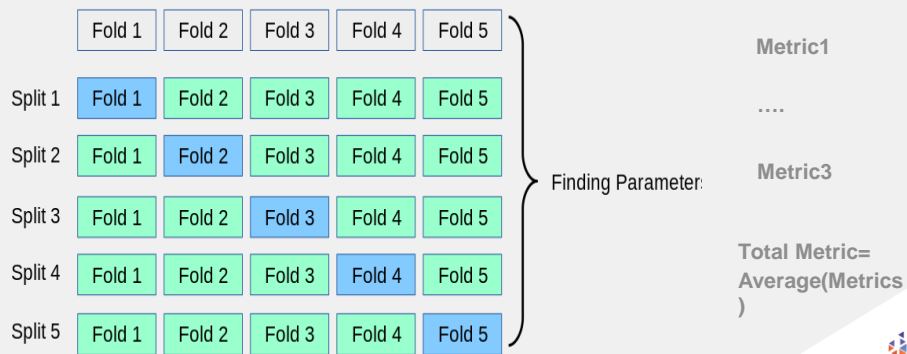 Fold 1 Fold 2 Fold 3 Fold 4 Fold 5
Split 1 Fold 1 Fold 2 Fold 3 Fold 4 Fold 5
Split 2 Fold 1 Fold 2 Fold 3 Fold 4 Fold 5
Split 3 Fold 1 Fold 2 Fold 3 Fold 4 Fold 5
Split 4 Fold 1 Fold 2 Fold 3 Fold 4 Fold 5
Split 5 Fold 1 Fold 2 Fold 3 Fold 4 Fold 5
Finding Parameters
Metric1
....
Metric3
Total Metric=
Average(Metrics
)